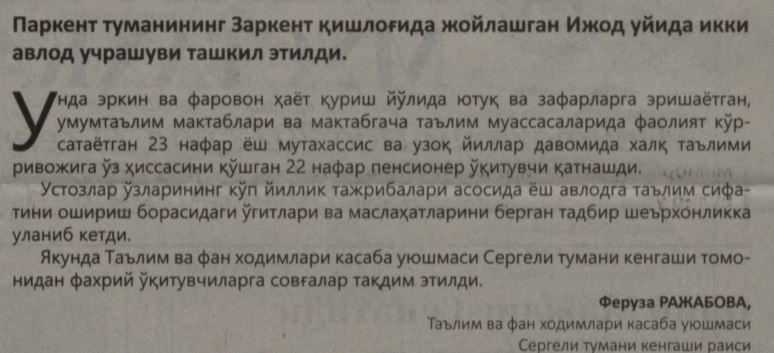 Паркент туманининг Заркент қишлоғида жойлашган Ижод уйида икки
авлод учрашуви ташкил этилди.
Унда эркин ва фаровон ҳаёт қуриш йўлида ютуқ ва зафарларга эришаётган,
умумтаълим мактаблари ва мактабгача таълим муассасаларида фаолият кўр-
сатаётган 23 нафар ёш мутахассис ва узоқ йиллар давомида халқ таълими
ривожига ўз ҳиссасини қўшган 22 нафар пенсионер ўқитувчи қатнашди.
Устозлар ўзларининг кўп йиллик тажрибалари асосида ёш авлодга таълим сифа-
тини ошириш борасидаги ўгитлари ва маслаҳатларини берган тадбир шеърхонликка
уланиб кетди.
Якунда Таълим ва фан ходимлари касаба уюшмаси Сергели тумани кенгаши томо-
нидан фахрий ўқитувчиларга совғалар тақдим этилди.
Феруза РАЖАБОВА,
Таълим ва фан ходимлари касаба уюшмаси
Сергели тумани кенгаши раиси